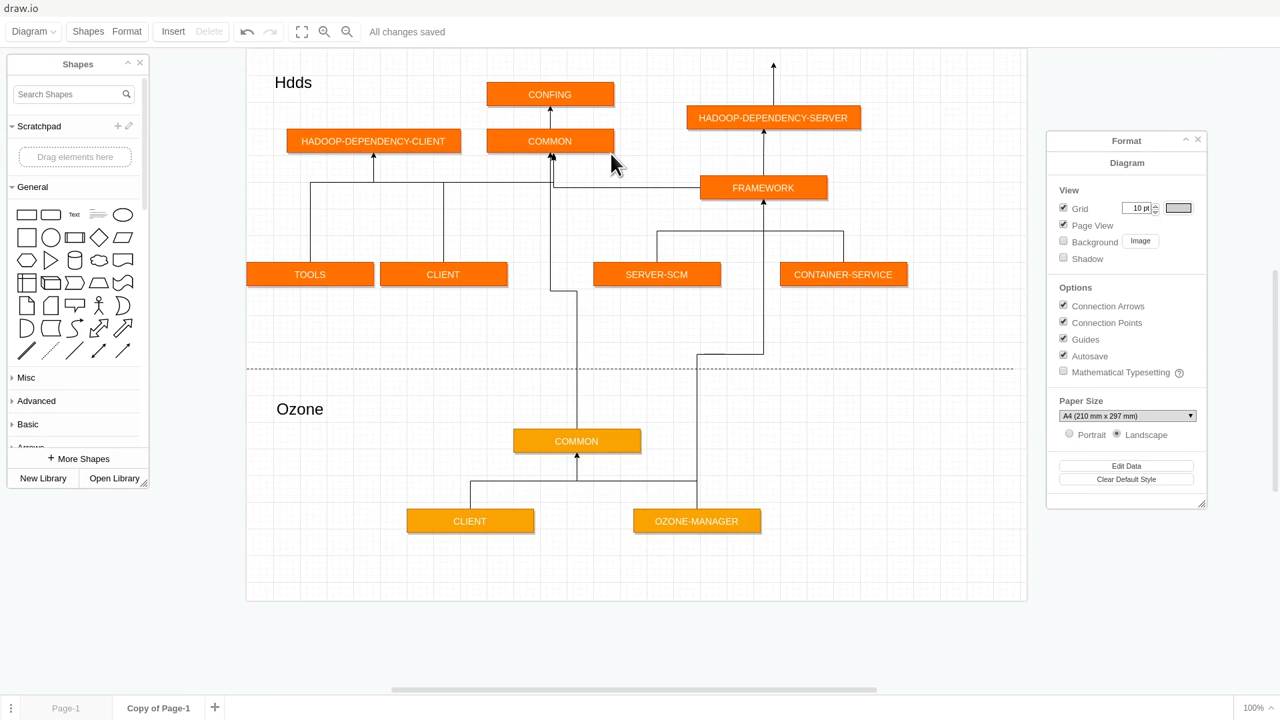 draw.io
Diagram
Shapes
Format
Insert
Delete
All changes saved
Shapes
Search Shapes
Scratchpad
Drag elements here
General
Text
Misc
Advanced
Basic
Arrows
More Shapes
New Library
Open Library
Hdds
CONFING
HADOOP-DEPENDENCY-SERVER
HADOOP-DEPENDENCY-CLIENT
COMMON
FRAMEWORK
TOOLS
CLIENT
SERVER-SCM
CONTAINER-SERVICE
Ozone
COMMON
CLIENT
OZONE-MANAGER
Format
Diagram
View
Grid
10 pt
Page View
Background
Image
Shadow
Options
Connection Arrows
Connection Points
Guides
Autosave
Mathematical Typesetting
Paper Size
A4 (210 mm x 297 mm)
Portrait
Landscape
Edit Data
Clear Default Style
Page-1
Copy of Page-1
100%